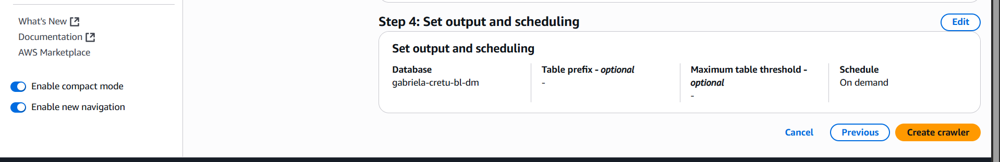 What's New
Documentation
AWS Marketplace
Enable compact mode
Enable new navigation
Step 4: Set output and scheduling
Edit
Set output and scheduling
Database
gabriela-cretu-bl-dm
Table prefix - optional
-
Maximum table threshold -
optional
-
Schedule
On demand
Cancel
Previous
Create crawler